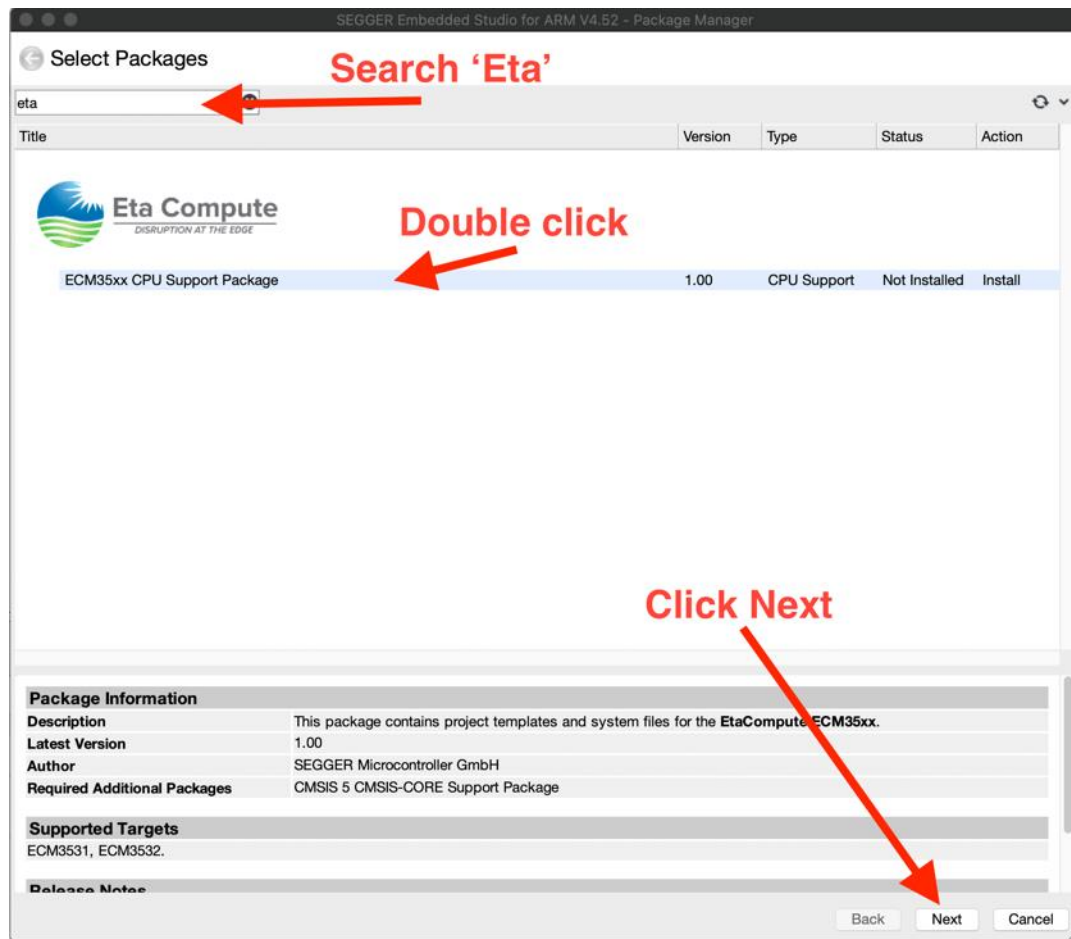 SEGGER Embedded Studio for ARM V4.52 - Package Manager
Select Packages
Search ‘Eta’
eta
Title Version Type Status Action
Eta Compute
DISRUPTION AT THE EDGE
Double click
ECM35xx CPU Support Package 1.00 CPU Support Not Installed Install
Click Next
Package Information
Description This package contains project templates and system files for the EtaCompute ECM35xx.
Latest Version 1.00
Author SEGGER Microcontroller GmbH
Required Additional Packages CMSIS 5 CMSIS-CORE Support Package
Supported Targets
ECM3531, ECM3532.
Release Notes
Back Next Cancel